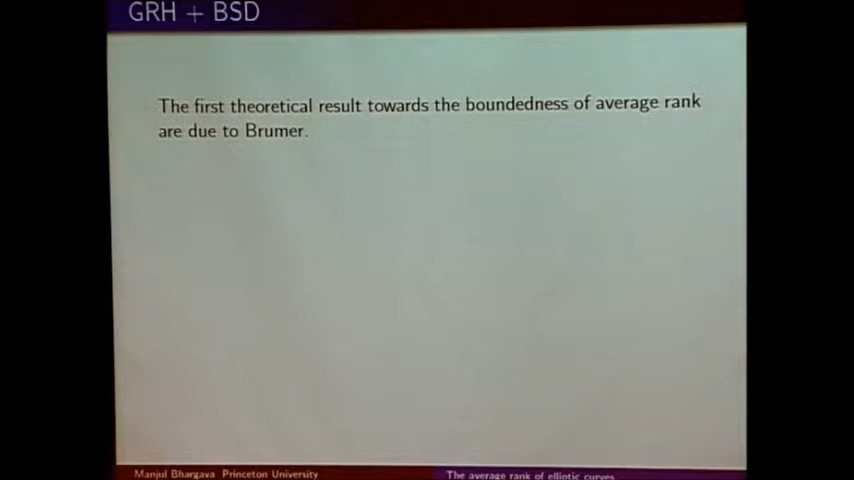 GRH + BSD
The first theoretical result towards the boundedness of average rank
are due to Brumer.
Manjul Bhargava Princeton University
The average rank of elliptic curves